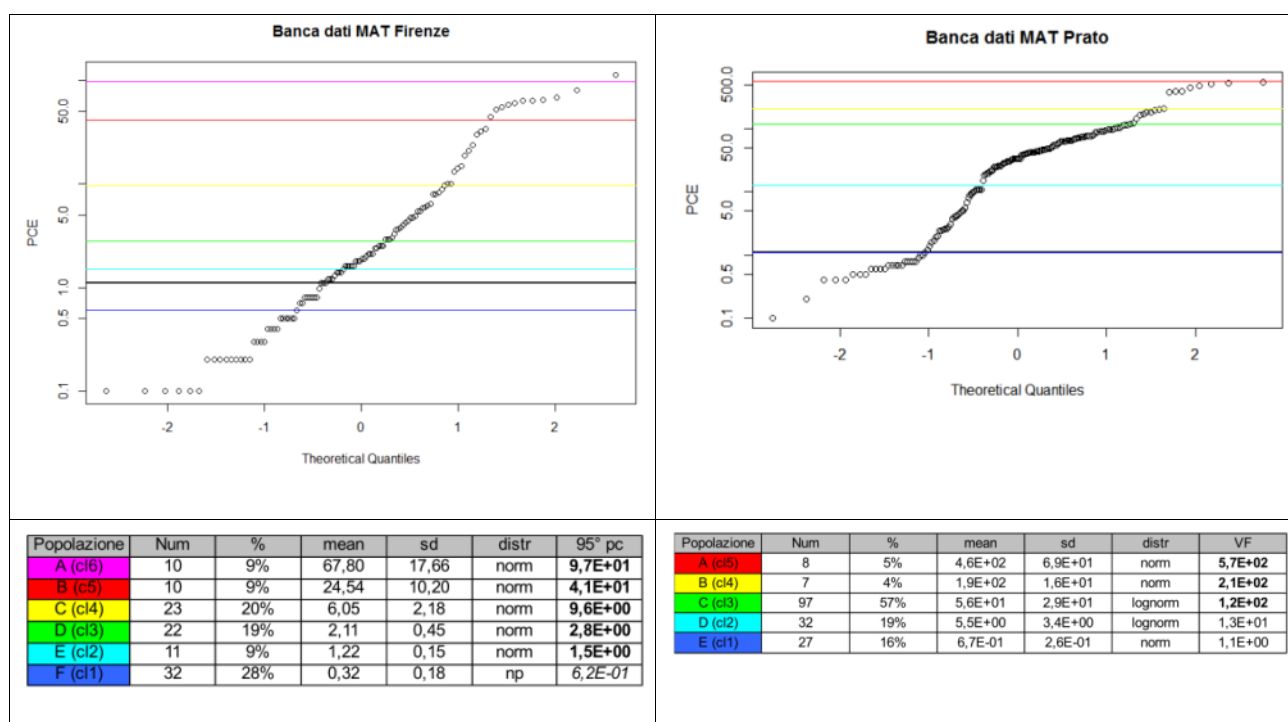 Banca dati MAT Firenze
PCE
50.0
5.0
1.0
0.5
0.1
-2 -1 0 1 2
Theoretical Quantiles
Banca dati MAT Prato
PCE
500.0
50.0
5.0
0.5
0.1
-2 -1 0 1 2
Theoretical Quantiles
Popolazione Num % mean sd distr 95° pc
A (cl6) 10 9% 67,80 17,66 norm 9,7E+01
B (c5) 10 9% 24,54 10,20 norm 4,1E+01
C (cl4) 23 20% 6,05 2,18 norm 9,6E+00
D (cl3) 22 19% 2,11 0,45 norm 2,8E+00
E (cl2) 11 9% 1,22 0,15 norm 1,5E+00
F (cl1) 32 28% 0,32 0,18 np 6,2E-01
Popolazione Num % mean sd distr VF
A (cl5) 8 5% 4,6E+02 6,9E+01 norm 5,7E+02
B (cl4) 7 4% 1,9E+02 1,6E+01 norm 2,1E+02
C (cl3) 97 57% 5,6E+01 2,9E+01 lognorm 1,2E+02
D (cl2) 32 19% 5,5E+00 3,4E+00 lognorm 1,3E+01
E (cl1) 27 16% 6,7E-01 2,6E-01 norm 1,1E+00